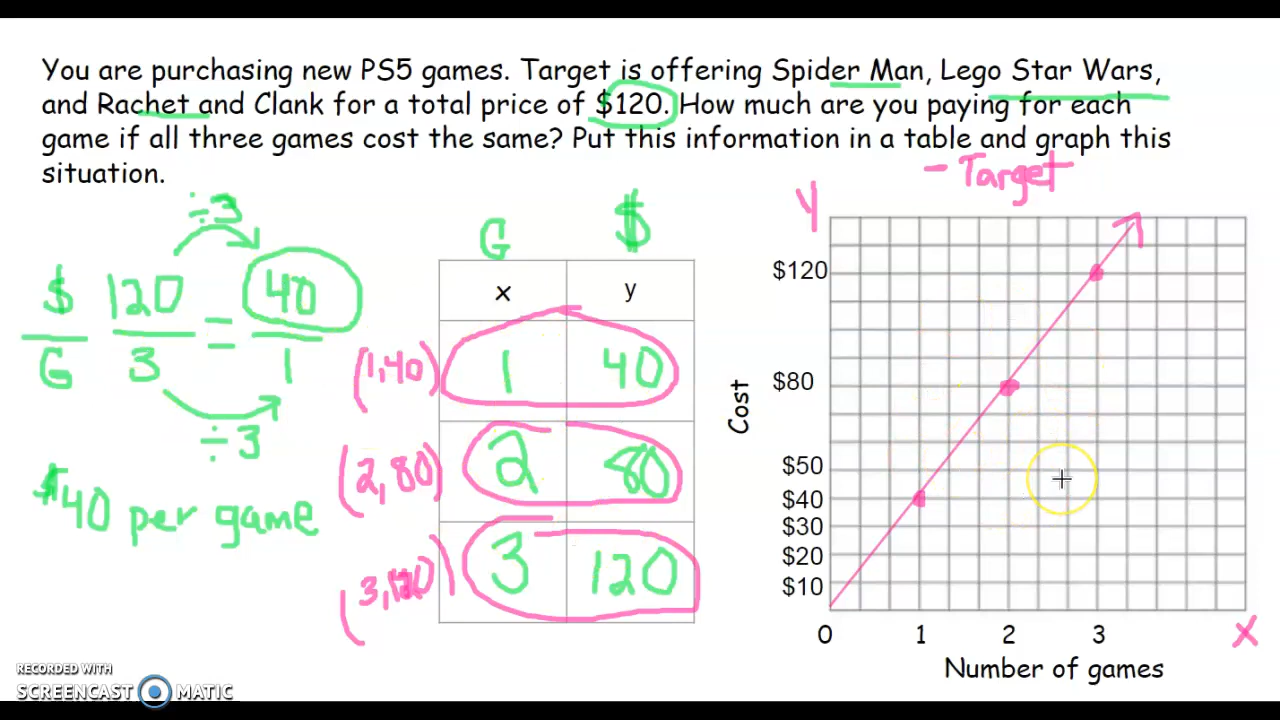 You are purchasing new PS5 games. Target is offering Spider Man, Lego Star Wars,
and Rachet and Clank for a total price of $120. How much are you paying for each
game if all three games cost the same? Put this information in a table and graph this
situation.
- Target
÷3
$ 120 = 40
G 3 1
÷3
$40 per game
G $
x y
(1,40) 1 40
(2,80) 2 80
(3,120) 3 120
y
$120
$80
$50
$40
$30
$20
$10
Cost
0 1 2 3 x
Number of games
RECORDED WITH
SCREENCAST MATIC